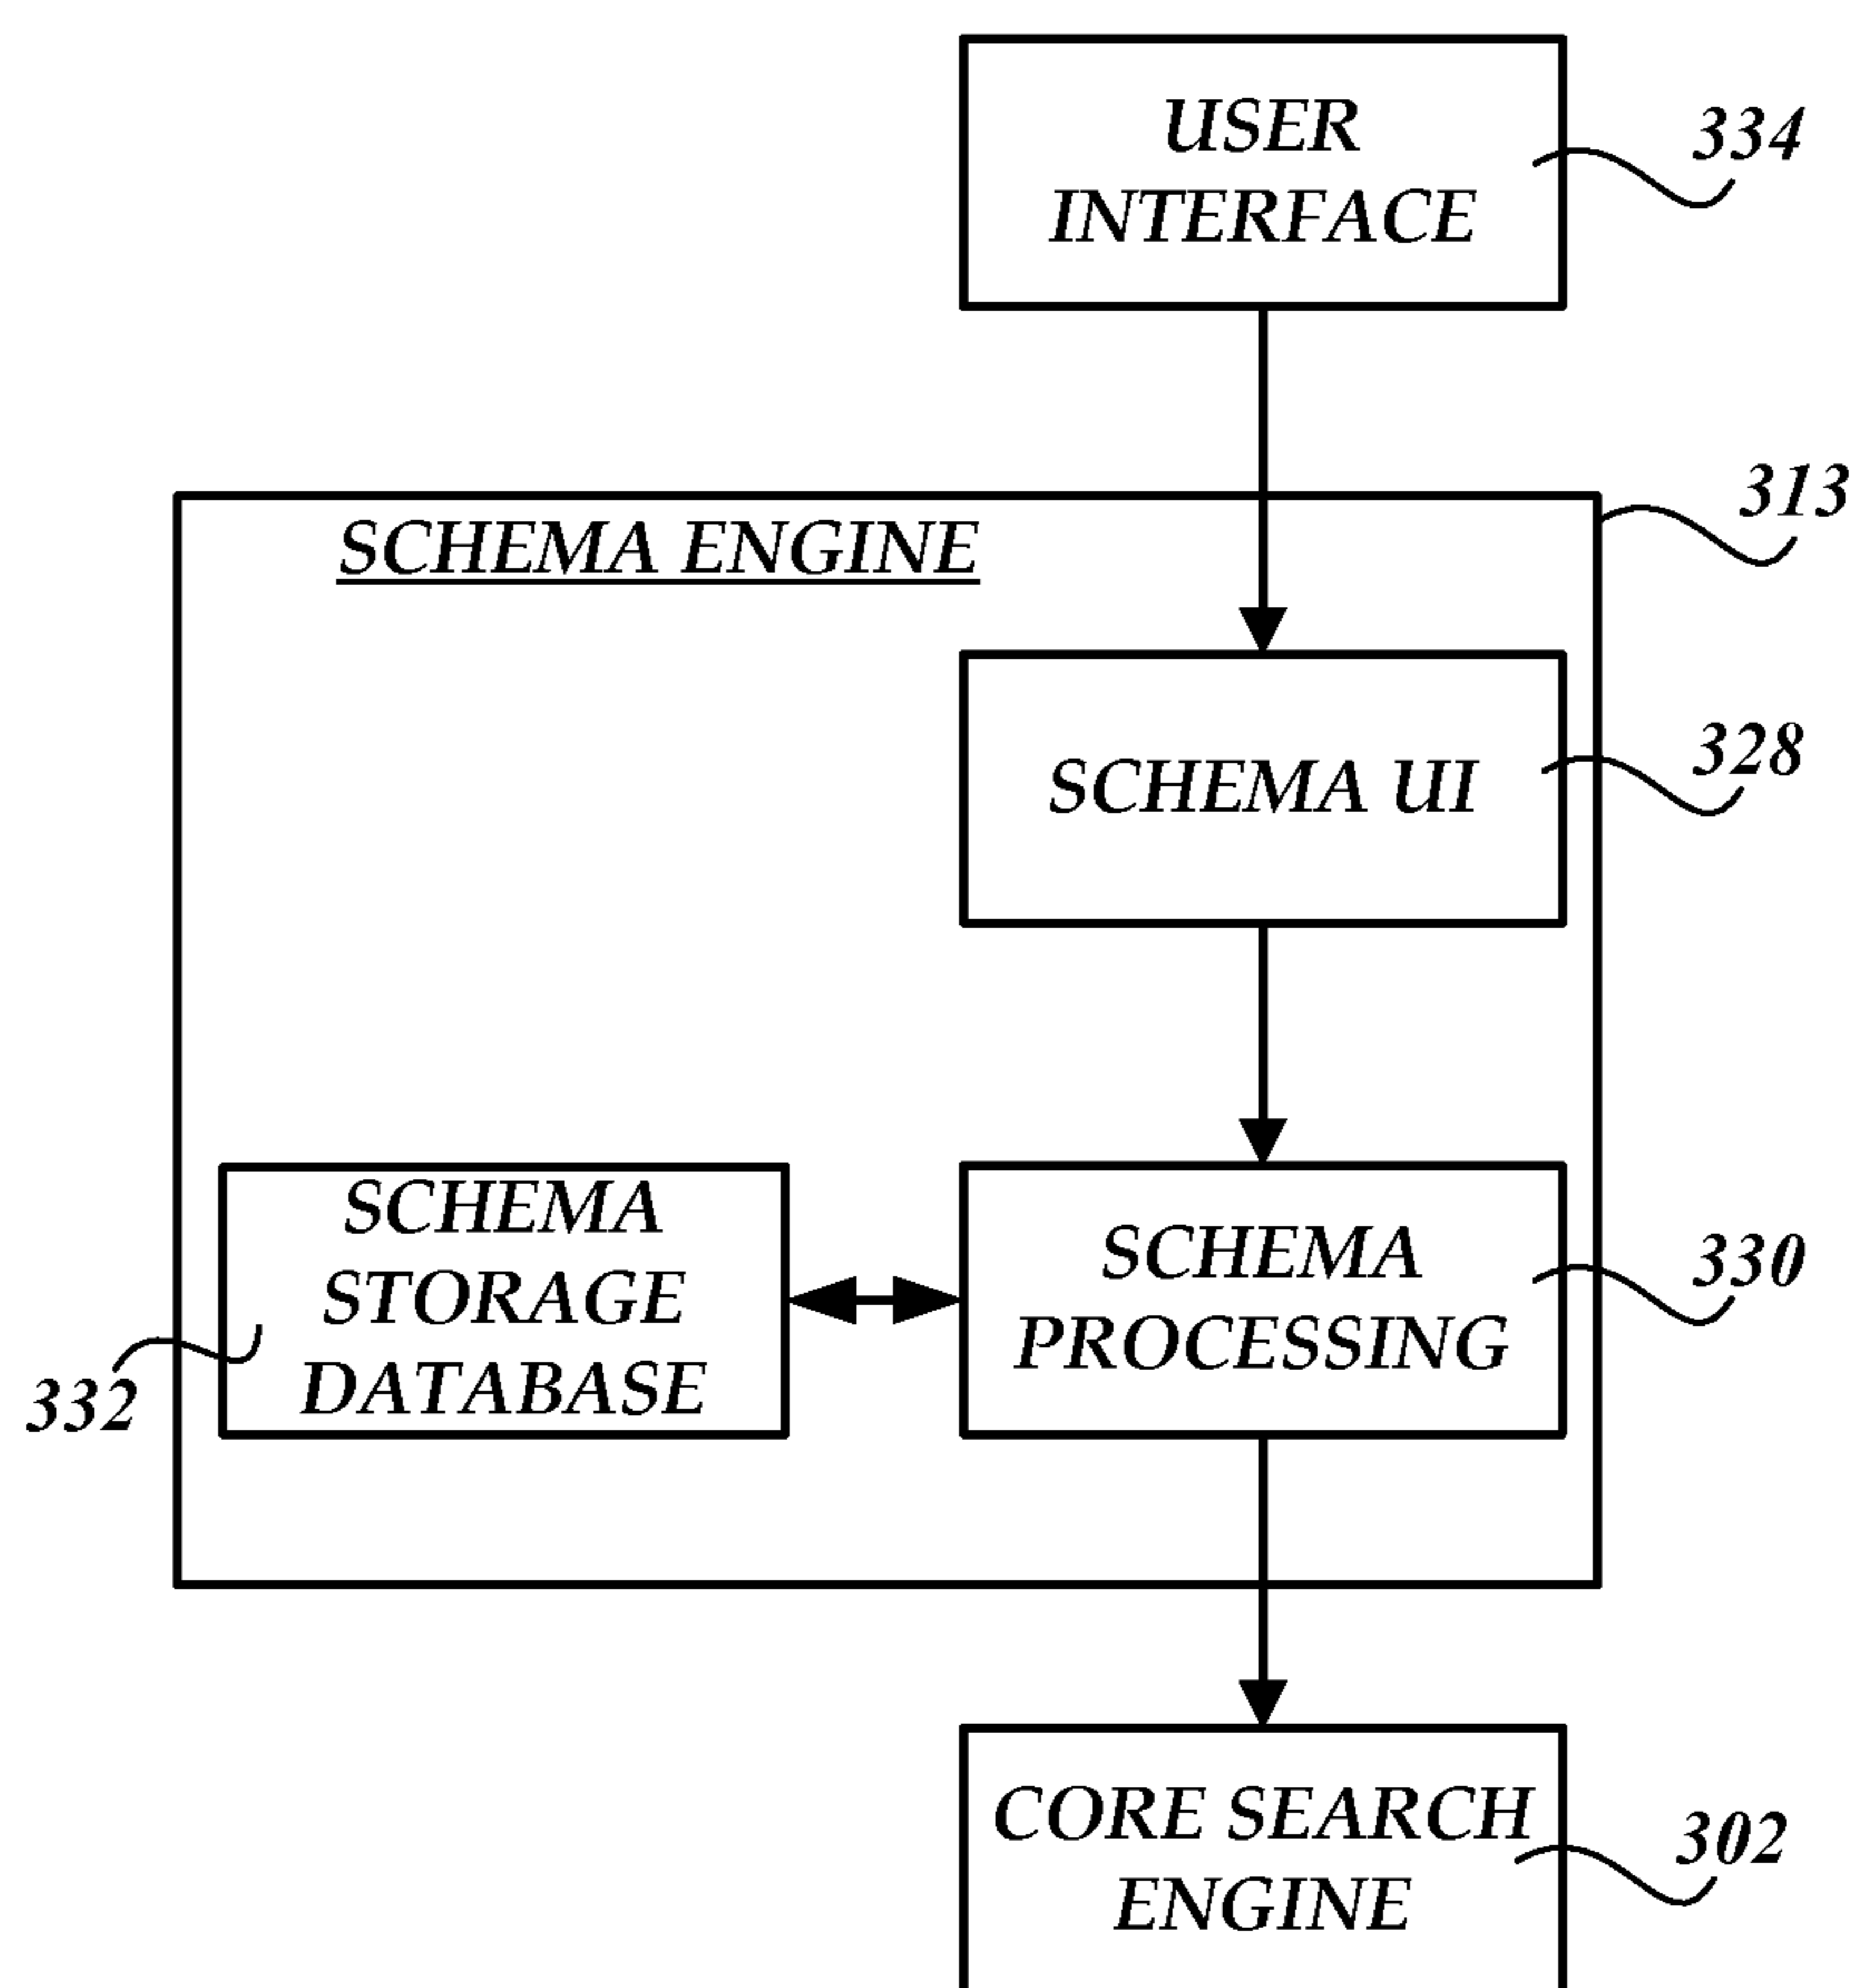 USER
INTERFACE
334
313
SCHEMA ENGINE
SCHEMA UI
328
SCHEMA
STORAGE
DATABASE
332
SCHEMA
PROCESSING
330
CORE SEARCH
ENGINE
302